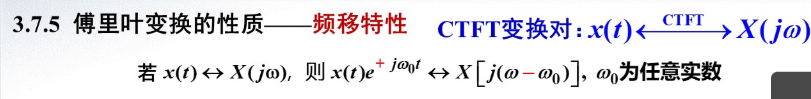 3.7.5 傅里叶变换的性质——频移特性 CTFT变换对：x(t) ←CTFT→ X(jω)
若 x(t)↔X(jω)，则 x(t)e^{+ jω₀t} ↔ X[j(ω−ω₀)]，ω₀为任意实数